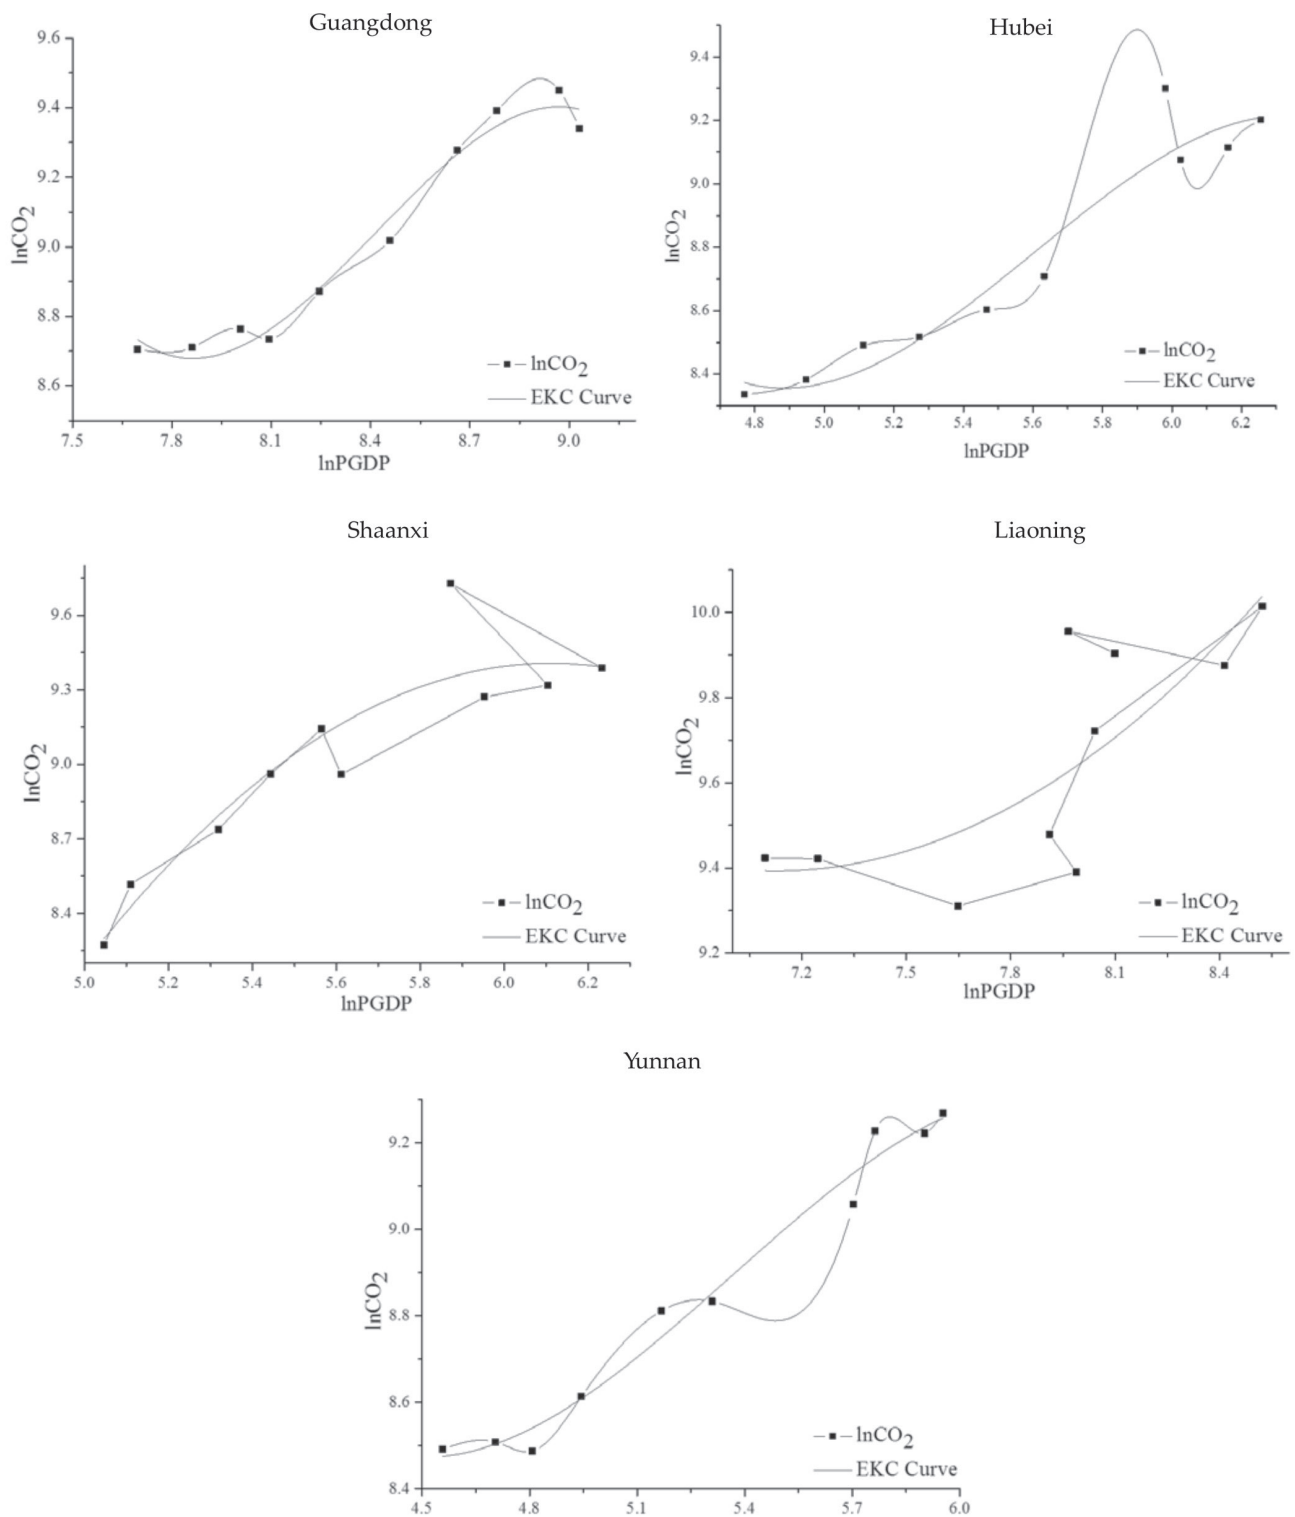 Guangdong
9.6
9.4
9.2
9.0
8.8
8.6
lnCO2
7.5 7.8 8.1 8.4 8.7 9.0
lnPGDP
lnCO2
EKC Curve
Hubei
9.4
9.2
9.0
8.8
8.6
8.4
lnCO2
4.8 5.0 5.2 5.4 5.6 5.8 6.0 6.2
lnPGDP
lnCO2
EKC Curve
Shaanxi
9.6
9.3
9.0
8.7
8.4
lnCO2
5.0 5.2 5.4 5.6 5.8 6.0 6.2
lnPGDP
lnCO2
EKC Curve
Liaoning
10.0
9.8
9.6
9.4
9.2
lnCO2
7.2 7.5 7.8 8.1 8.4
lnPGDP
lnCO2
EKC Curve
Yunnan
9.2
9.0
8.8
8.6
8.4
lnCO2
4.5 4.8 5.1 5.4 5.7 6.0
lnCO2
EKC Curve